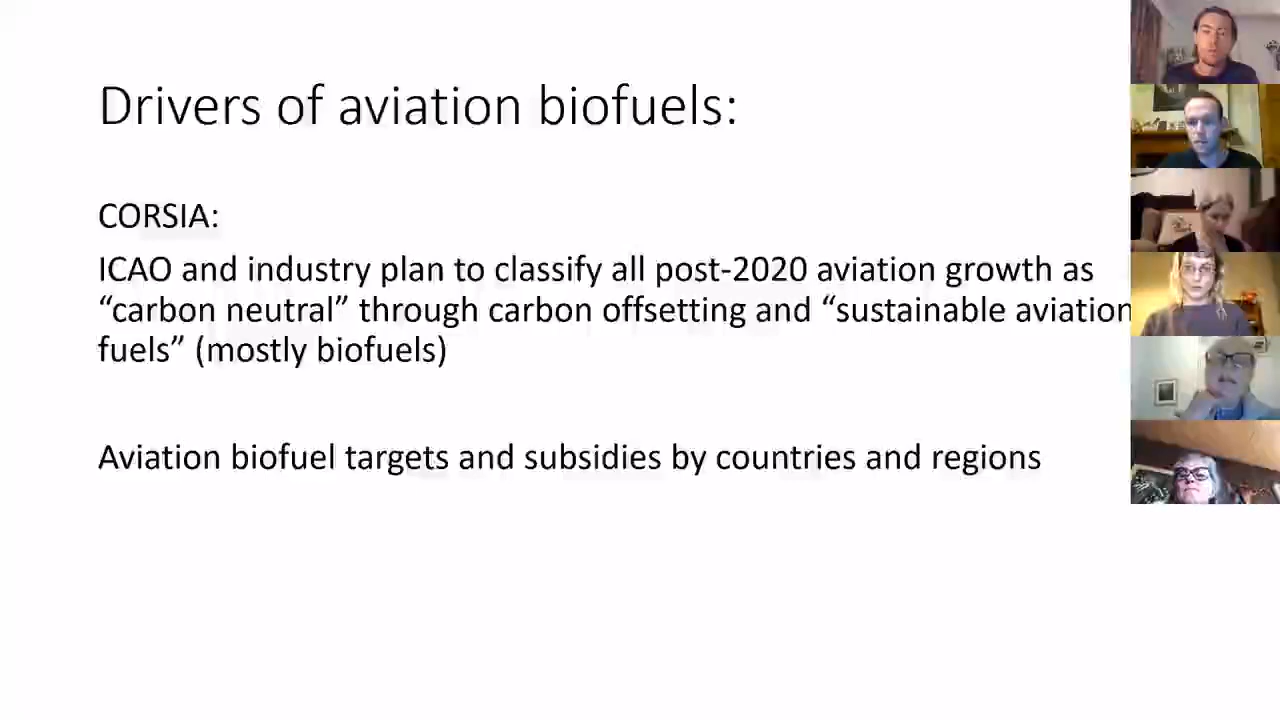 Drivers of aviation biofuels:
CORSIA:
ICAO and industry plan to classify all post-2020 aviation growth as
“carbon neutral” through carbon offsetting and “sustainable aviation
fuels” (mostly biofuels)
Aviation biofuel targets and subsidies by countries and regions